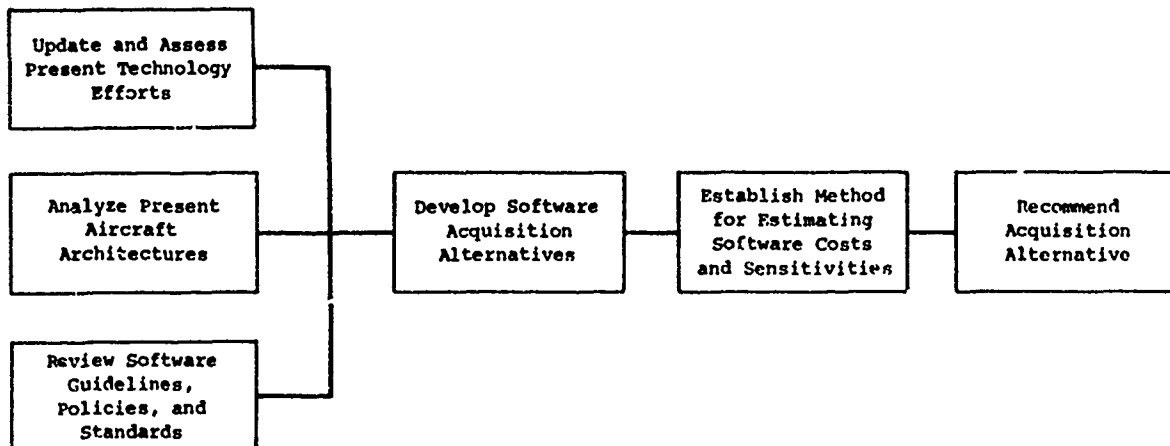 Update and Assess
Present Technology
Efforts
Analyze Present
Aircraft
Architectures
Review Software
Guidelines,
Policies, and
Standards
Develop Software
Acquisition
Alternatives
Establish Method
for Estimating
Software Costs
and Sensitivities
Recommend
Acquisition
Alternative